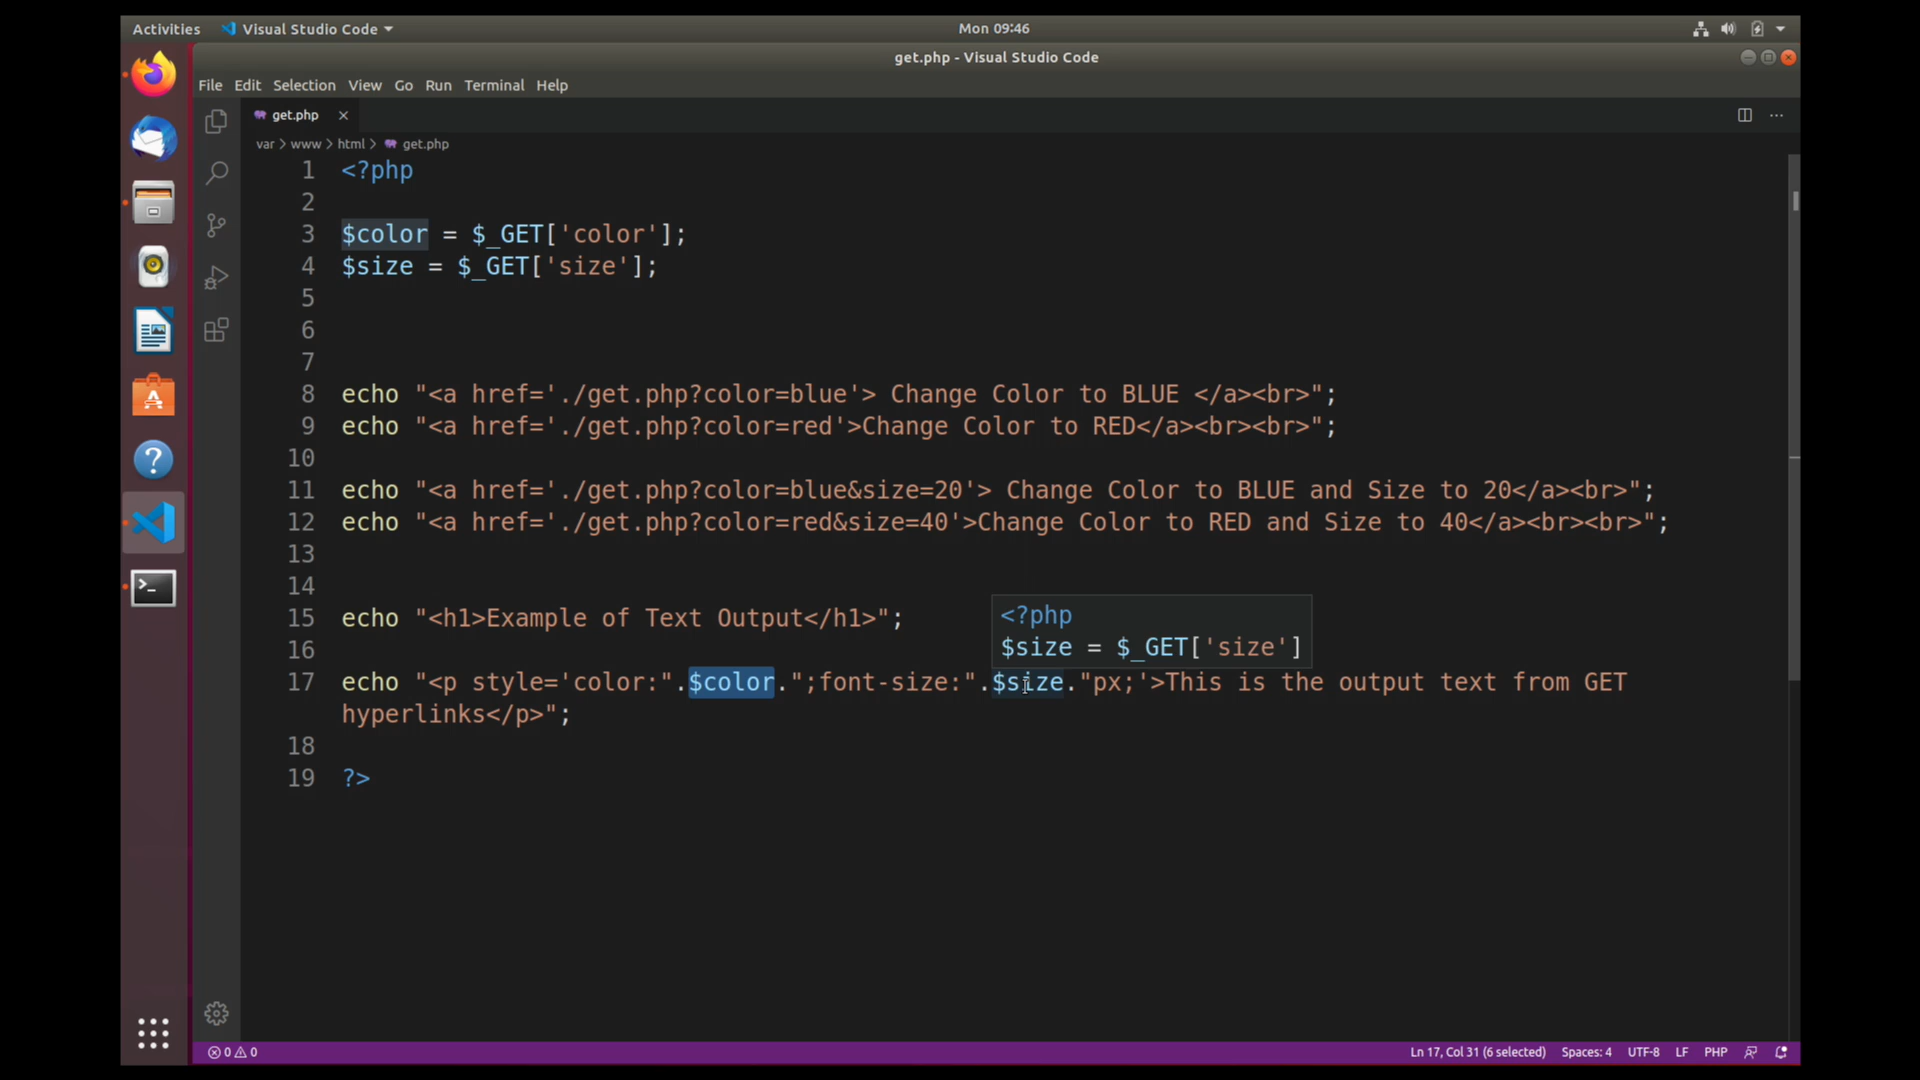 Activities Visual Studio Code Mon 09:46
get.php - Visual Studio Code
File Edit Selection View Go Run Terminal Help
get.php
var > www > html > get.php
1 <?php
2
3 $color = $_GET['color'];
4 $size = $_GET['size'];
5
6
7
8 echo "<a href='./get.php?color=blue'> Change Color to BLUE </a><br>";
9 echo "<a href='./get.php?color=red'>Change Color to RED</a><br><br>";
10
11 echo "<a href='./get.php?color=blue&size=20'> Change Color to BLUE and Size to 20</a><br>";
12 echo "<a href='./get.php?color=red&size=40'>Change Color to RED and Size to 40</a><br><br>";
13
14
15 echo "<h1>Example of Text Output</h1>";
<?php
16
$size = $_GET['size']
17 echo "<p style='color:".$color.";font-size:".$size."px;'>This is the output text from GET
hyperlinks</p>";
18
19 ?>
0 0 Ln 17, Col 31 (6 selected) Spaces: 4 UTF-8 LF PHP